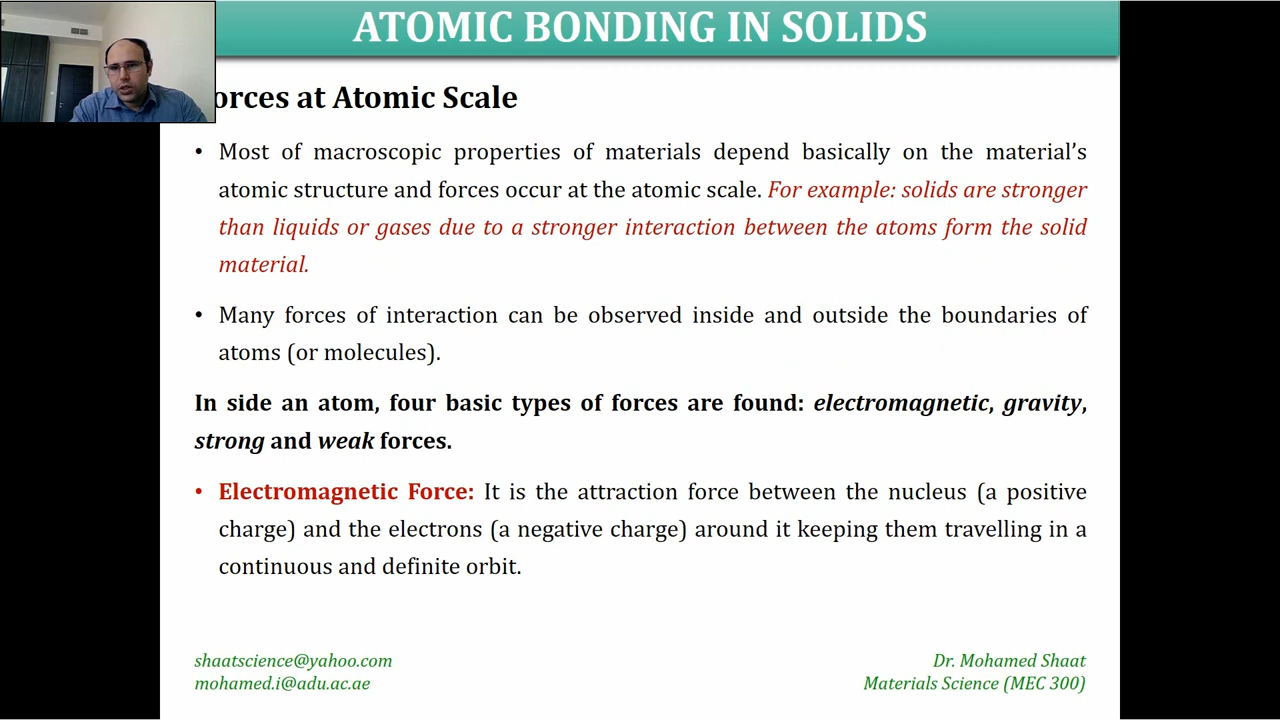 ATOMIC BONDING IN SOLIDS
orces at Atomic Scale
• Most of macroscopic properties of materials depend basically on the material's
atomic structure and forces occur at the atomic scale. For example: solids are stronger
than liquids or gases due to a stronger interaction between the atoms form the solid
material.
• Many forces of interaction can be observed inside and outside the boundaries of
atoms (or molecules).
In side an atom, four basic types of forces are found: electromagnetic, gravity,
strong and weak forces.
• Electromagnetic Force: It is the attraction force between the nucleus (a positive
charge) and the electrons (a negative charge) around it keeping them travelling in a
continuous and definite orbit.
shaatscience@yahoo.com
mohamed.i@adu.ac.ae
Dr. Mohamed Shaat
Materials Science (MEC 300)